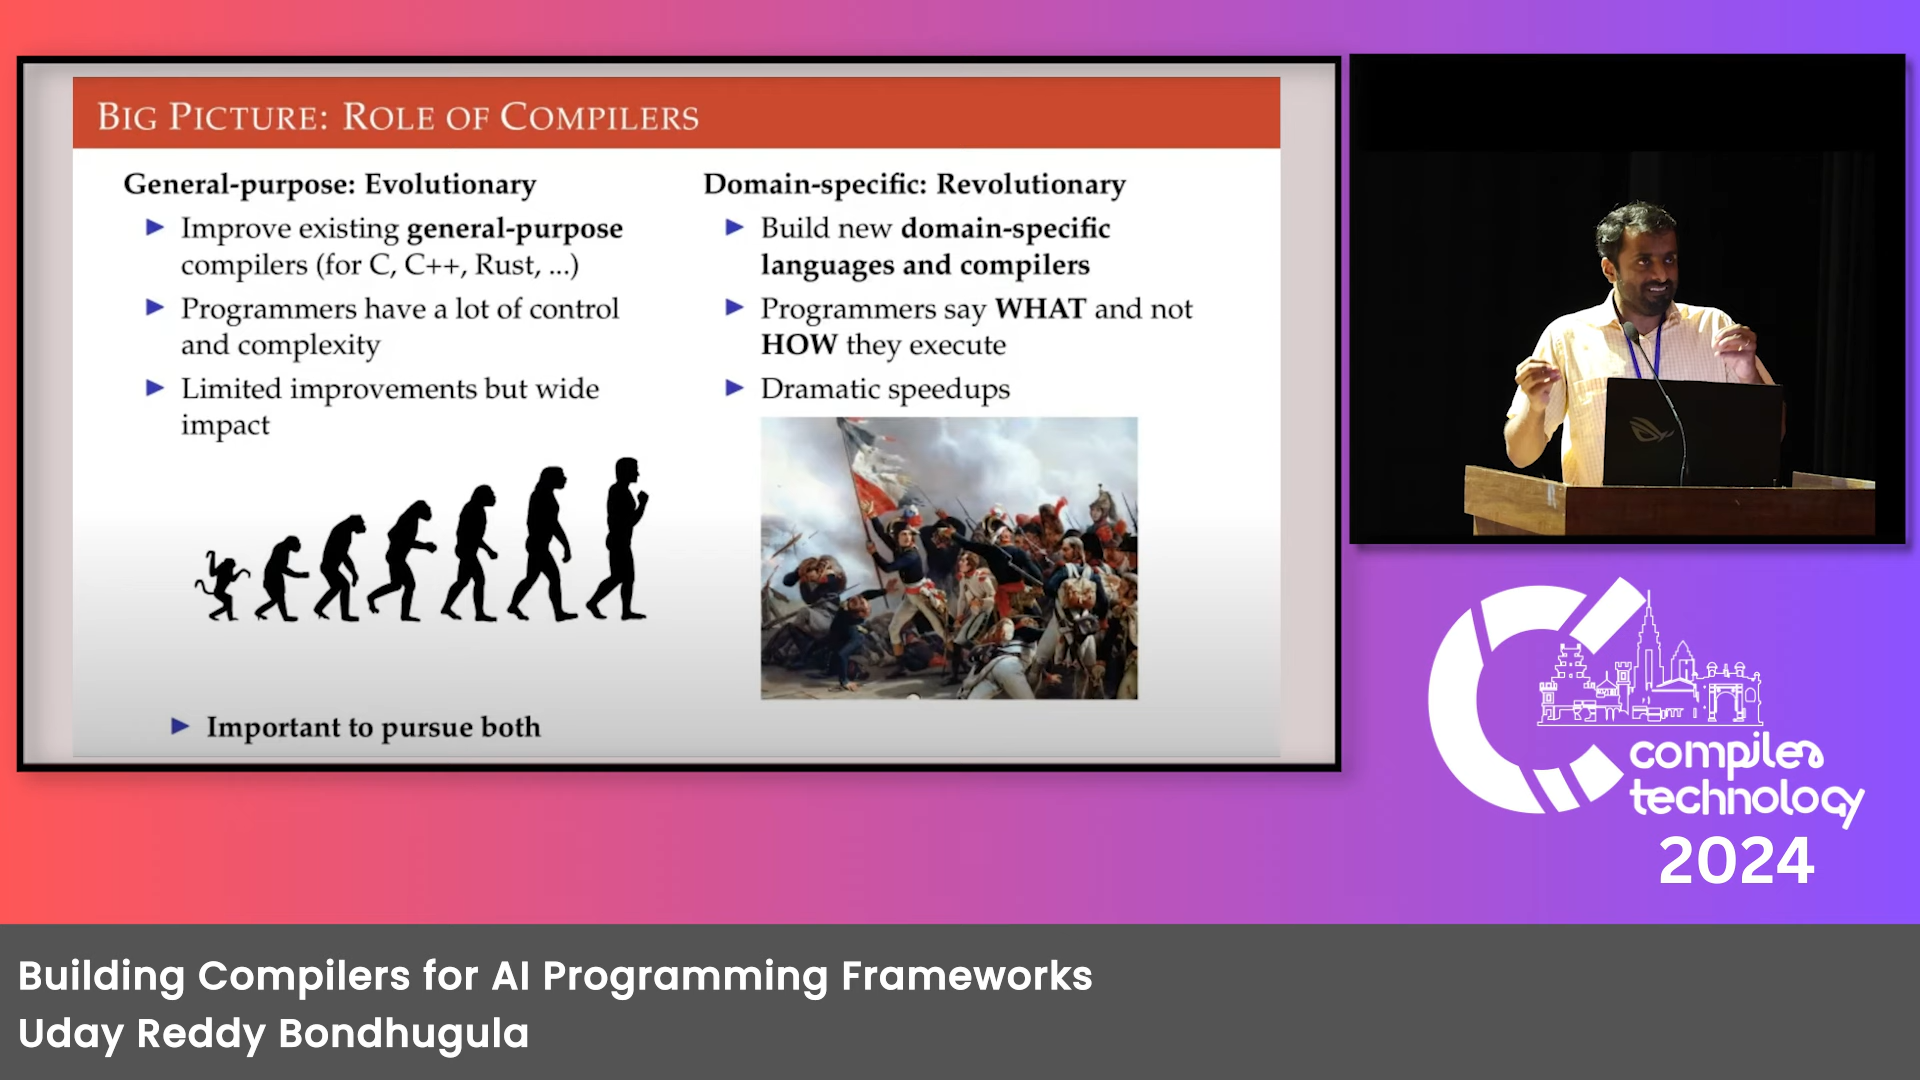 BIG PICTURE: ROLE OF COMPILERS
General-purpose: Evolutionary
► Improve existing general-purpose
compilers (for C, C++, Rust, ...)
► Programmers have a lot of control
and complexity
► Limited improvements but wide
impact
Domain-specific: Revolutionary
► Build new domain-specific
languages and compilers
► Programmers say WHAT and not
HOW they execute
► Dramatic speedups
► Important to pursue both
compiler
technology
2024
Building Compilers for AI Programming Frameworks
Uday Reddy Bondhugula